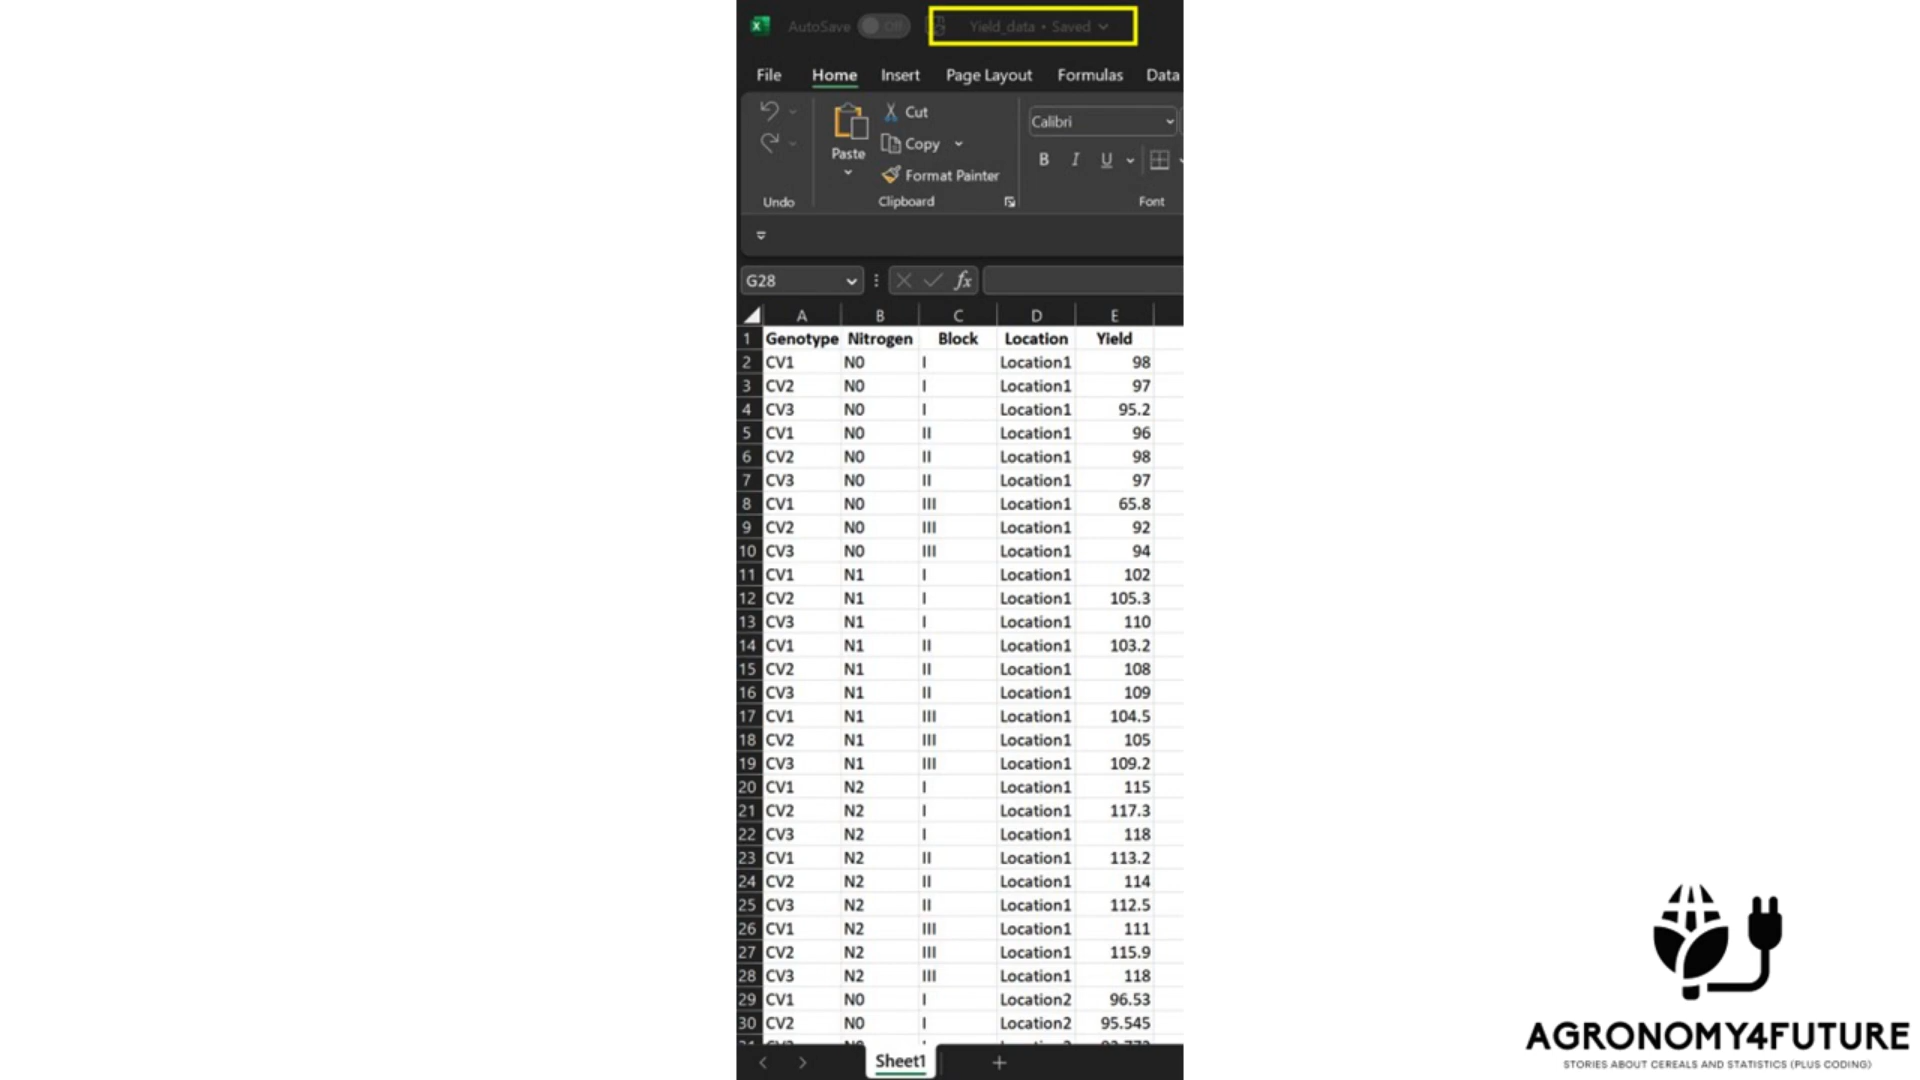 AutoSave Off Yield_data • Saved
File Home Insert Page Layout Formulas Data
Cut
Calibri
Copy
Paste
B I U
Format Painter
Undo Clipboard Font
G28 fx
A B C D E
1 Genotype Nitrogen Block Location Yield
2 CV1 N0 I Location1 98
3 CV2 N0 I Location1 97
4 CV3 N0 I Location1 95.2
5 CV1 N0 II Location1 96
6 CV2 N0 II Location1 98
7 CV3 N0 II Location1 97
8 CV1 N0 III Location1 65.8
9 CV2 N0 III Location1 92
10 CV3 N0 III Location1 94
11 CV1 N1 I Location1 102
12 CV2 N1 I Location1 105.3
13 CV3 N1 I Location1 110
14 CV1 N1 II Location1 103.2
15 CV2 N1 II Location1 108
16 CV3 N1 II Location1 109
17 CV1 N1 III Location1 104.5
18 CV2 N1 III Location1 105
19 CV3 N1 III Location1 109.2
20 CV1 N2 I Location1 115
21 CV2 N2 I Location1 117.3
22 CV3 N2 I Location1 118
23 CV1 N2 II Location1 113.2
24 CV2 N2 II Location1 114
25 CV3 N2 II Location1 112.5
26 CV1 N2 III Location1 111
27 CV2 N2 III Location1 115.9
28 CV3 N2 III Location1 118
29 CV1 N0 I Location2 96.53
30 CV2 N0 I Location2 95.545
Sheet1
AGRONOMY4FUTURE
STORIES ABOUT CEREALS AND STATISTICS (PLUS CODING)